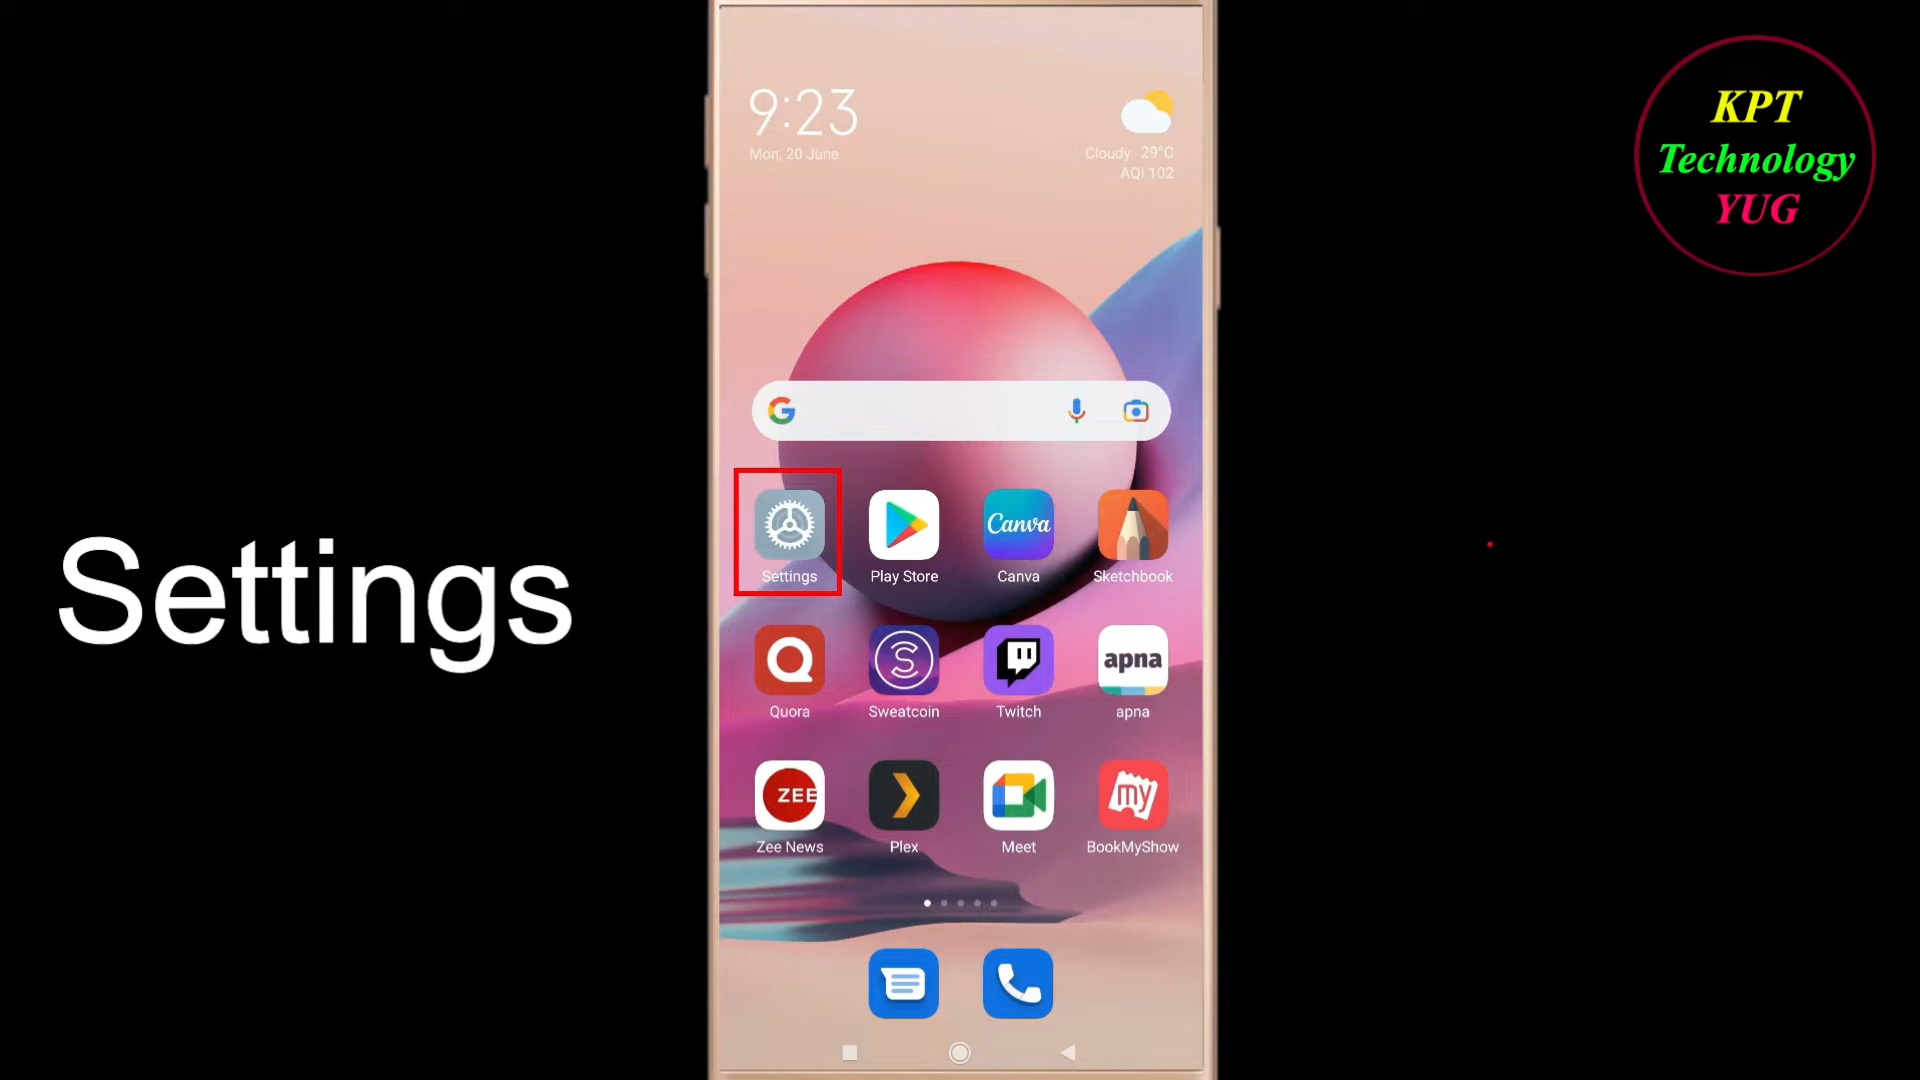 9:23
Mon, 20 June
Cloudy 29°C
AQI 102
KPT
Technology
YUG
Settings
Canva
Settings Play Store Canva Sketchbook
apna
Quora Sweatcoin Twitch apna
ZEE my
Zee News Plex Meet BookMyShow